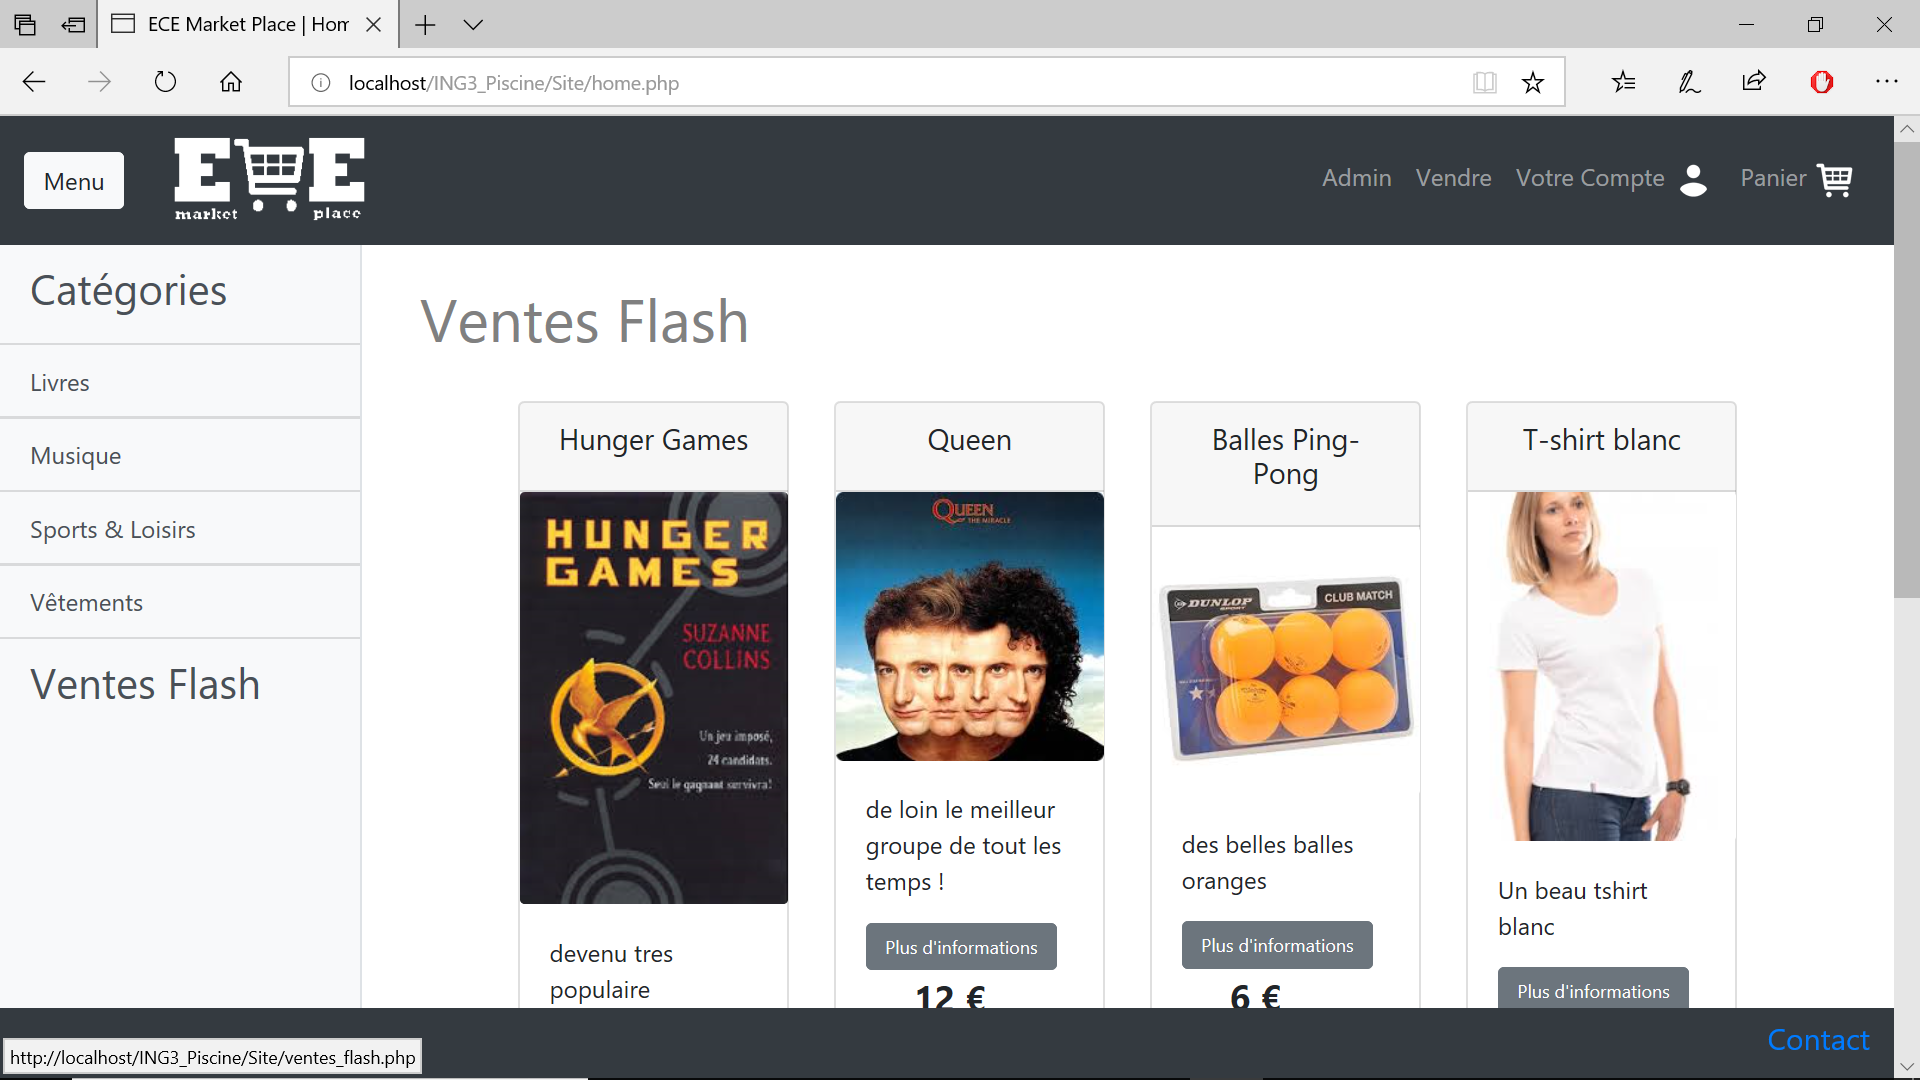 ECE Market Place | Hom
localhost/ING3_Piscine/Site/home.php
Menu
E E
market place
Admin Vendre Votre Compte Panier
Catégories
Livres
Musique
Sports & Loisirs
Vêtements
Ventes Flash
Ventes Flash
Hunger Games
HUNGER
GAMES
SUZANNE
COLLINS
Un jeu imposé,
24 candidats.
Seul le gagnant survivra!
devenu tres
populaire
Queen
QUEEN
THE MIRACLE
de loin le meilleur
groupe de tout les
temps !
Plus d'informations
12 €
Balles Ping-
Pong
DUNLOP
SPORT
CLUB MATCH
des belles balles
oranges
Plus d'informations
6 €
T-shirt blanc
Un beau tshirt
blanc
Plus d'informations
Contact
http://localhost/ING3_Piscine/Site/ventes_flash.php